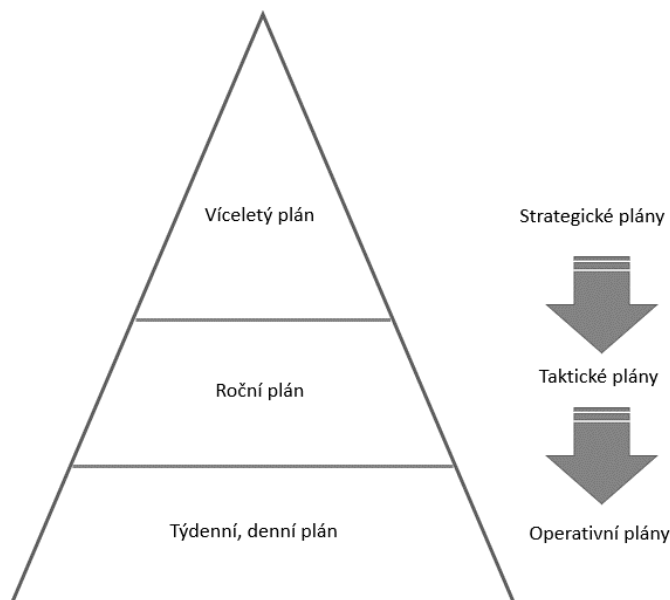 Víceletý plán
Strategické plány
Roční plán
Taktické plány
Týdenní, denní plán
Operativní plány